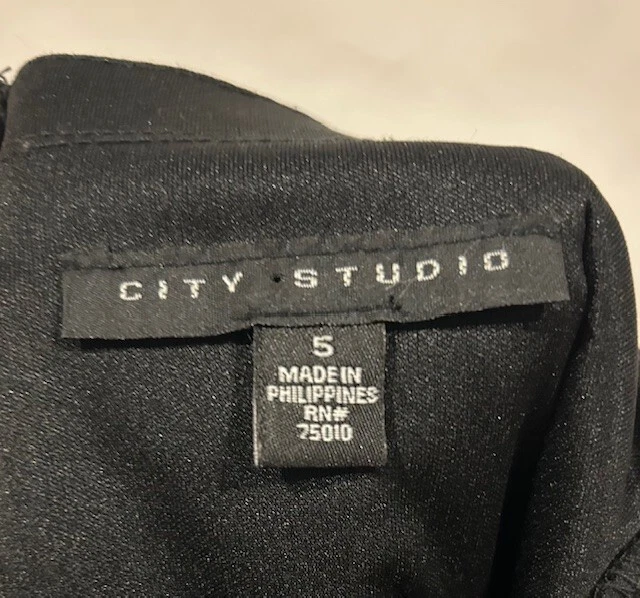 CITY STUDIO
5
MADE IN
PHILIPPINES
RN#
75010